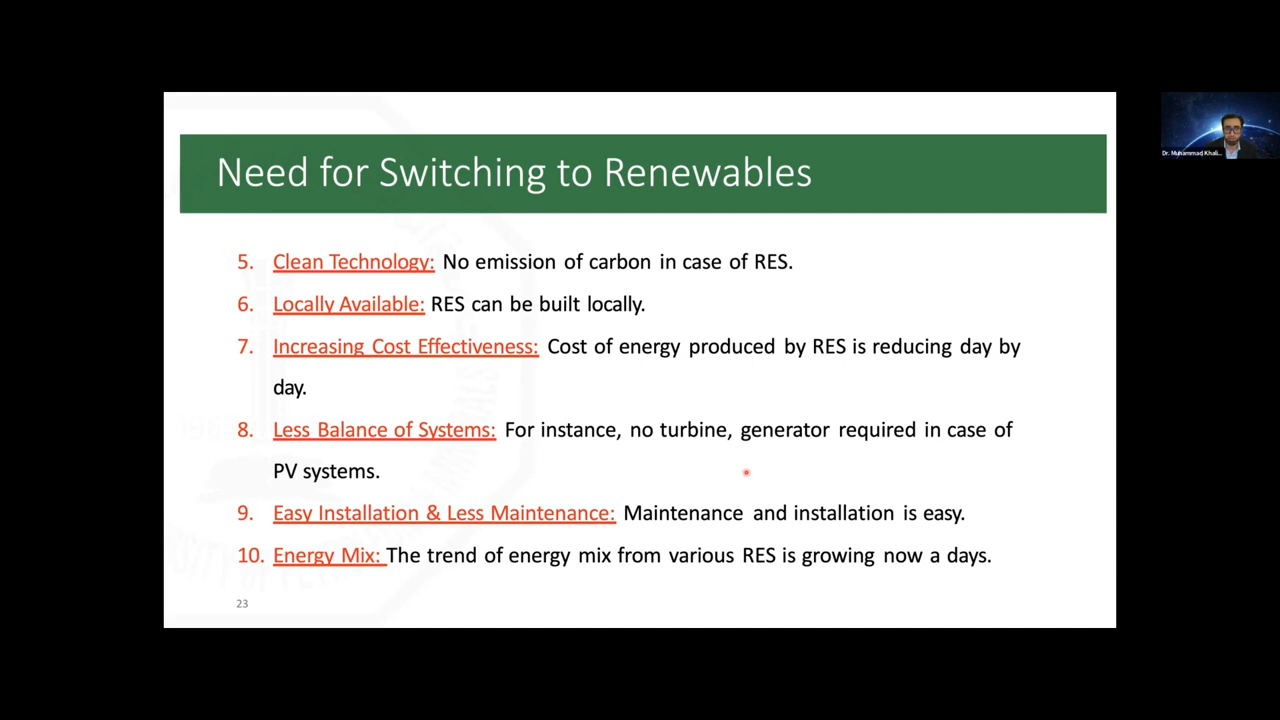 Need for Switching to Renewables
Dr. Muhammad Khali...
5. Clean Technology: No emission of carbon in case of RES.
6. Locally Available: RES can be built locally.
7. Increasing Cost Effectiveness: Cost of energy produced by RES is reducing day by
day.
8. Less Balance of Systems: For instance, no turbine, generator required in case of
PV systems.
9. Easy Installation & Less Maintenance: Maintenance and installation is easy.
10. Energy Mix: The trend of energy mix from various RES is growing now a days.
23